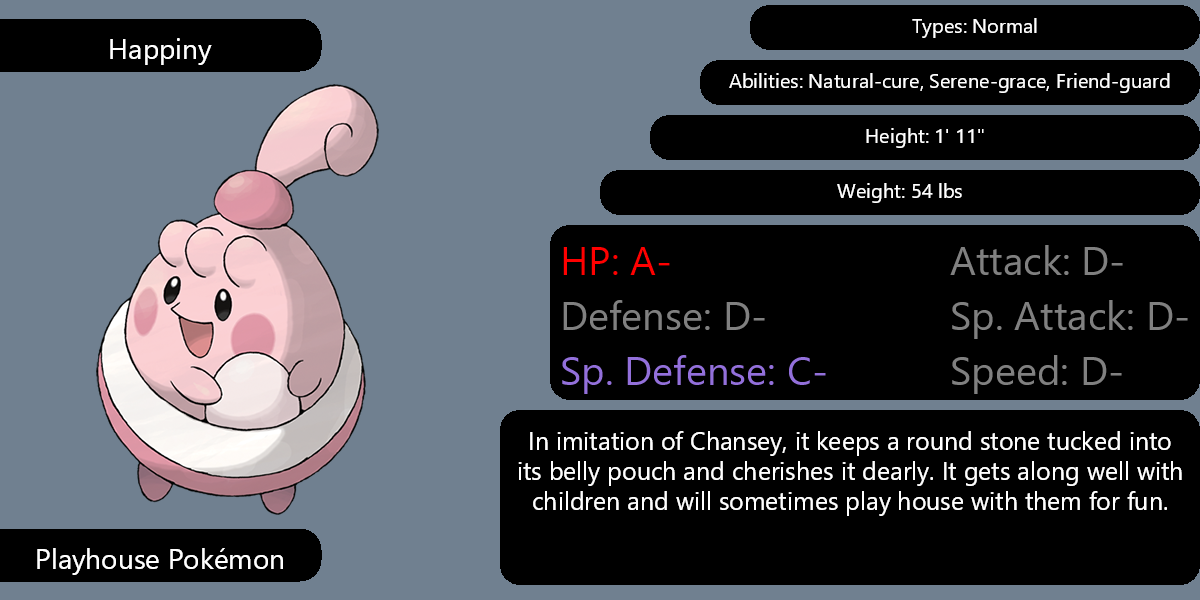 Happiny
Types: Normal
Abilities: Natural-cure, Serene-grace, Friend-guard
Height: 1' 11"
Weight: 54 lbs
HP: A-
Attack: D-
Defense: D-
Sp. Attack: D-
Sp. Defense: C-
Speed: D-
In imitation of Chansey, it keeps a round stone tucked into
its belly pouch and cherishes it dearly. It gets along well with
children and will sometimes play house with them for fun.
Playhouse Pokémon